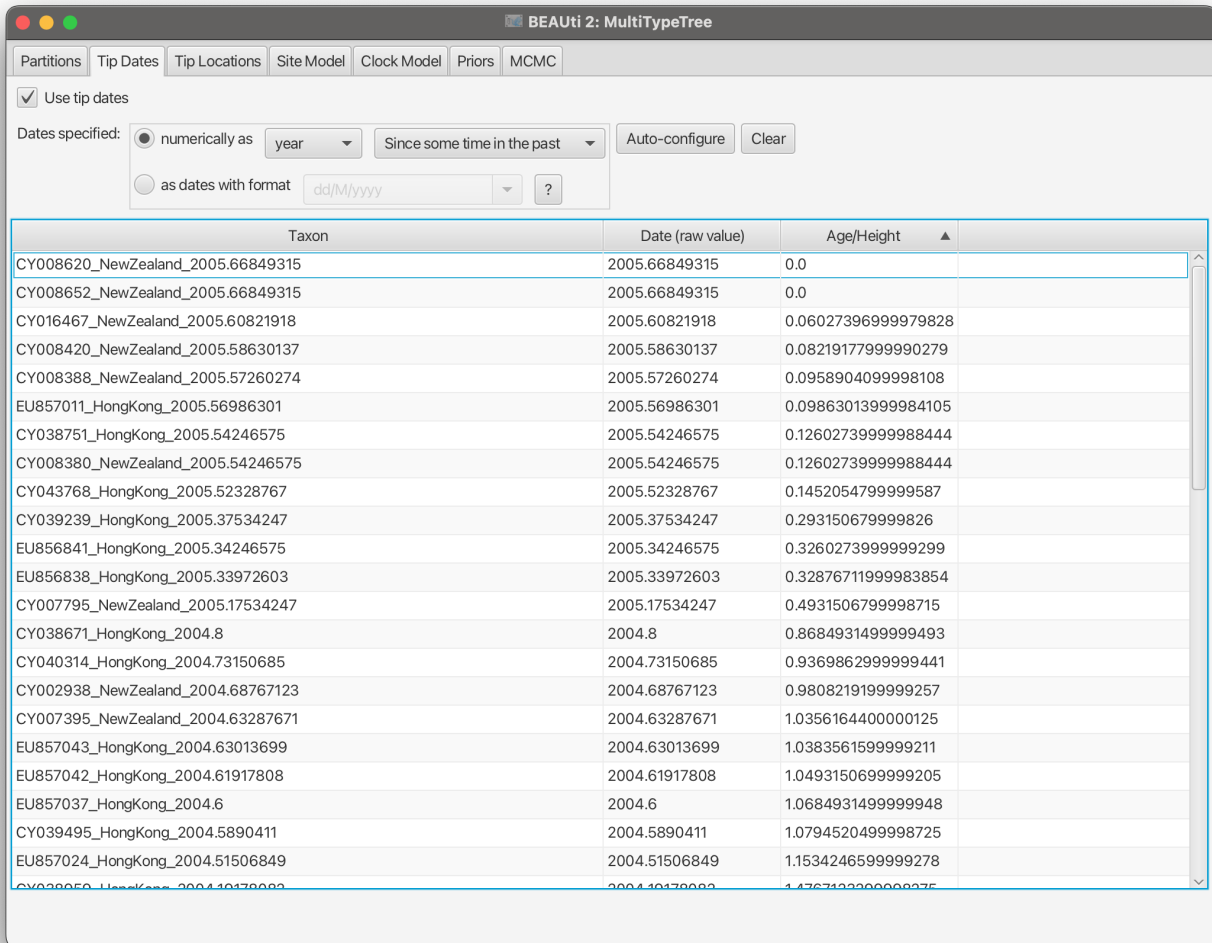 BEAUti 2: MultiTypeTree
Partitions Tip Dates Tip Locations Site Model Clock Model Priors MCMC
Use tip dates
Dates specified: numerically as year Since some time in the past Auto-configure Clear
as dates with format dd/M/yyyy ?
Taxon Date (raw value) Age/Height
CY008620_NewZealand_2005.66849315 2005.66849315 0.0
CY008652_NewZealand_2005.66849315 2005.66849315 0.0
CY016467_NewZealand_2005.60821918 2005.60821918 0.06027396999979828
CY008420_NewZealand_2005.58630137 2005.58630137 0.08219177999990279
CY008388_NewZealand_2005.57260274 2005.57260274 0.0958904099998108
EU857011_HongKong_2005.56986301 2005.56986301 0.09863013999984105
CY038751_HongKong_2005.54246575 2005.54246575 0.12602739999988444
CY008380_NewZealand_2005.54246575 2005.54246575 0.12602739999988444
CY043768_HongKong_2005.52328767 2005.52328767 0.1452054799999587
CY039239_HongKong_2005.37534247 2005.37534247 0.293150679999826
EU856841_HongKong_2005.34246575 2005.34246575 0.3260273999999299
EU856838_HongKong_2005.33972603 2005.33972603 0.32876711999983854
CY007795_NewZealand_2005.17534247 2005.17534247 0.4931506799998715
CY038671_HongKong_2004.8 2004.8 0.8684931499999493
CY040314_HongKong_2004.73150685 2004.73150685 0.9369862999999441
CY002938_NewZealand_2004.68767123 2004.68767123 0.9808219199999257
CY007395_NewZealand_2004.63287671 2004.63287671 1.0356164400000125
EU857043_HongKong_2004.63013699 2004.63013699 1.0383561599999211
EU857042_HongKong_2004.61917808 2004.61917808 1.0493150699999205
EU857037_HongKong_2004.6 2004.6 1.0684931499999948
CY039495_HongKong_2004.5890411 2004.5890411 1.0794520499998725
EU857024_HongKong_2004.51506849 2004.51506849 1.1534246599999278